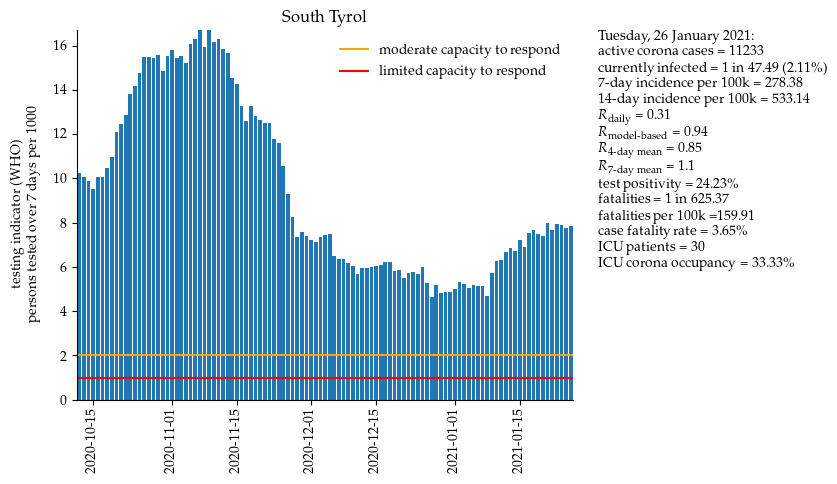 South Tyrol
moderate capacity to respond
limited capacity to respond
testing indicator (WHO)
persons tested over 7 days per 1000
16
14
12
10
8
6
4
2
0
2020-10-15
2020-11-01
2020-11-15
2020-12-01
2020-12-15
2021-01-01
2021-01-15
Tuesday, 26 January 2021:
active corona cases = 11233
currently infected = 1 in 47.49 (2.11%)
7-day incidence per 100k = 278.38
14-day incidence per 100k = 533.14
R daily = 0.31
R model-based = 0.94
R 4-day mean = 0.85
R 7-day mean = 1.1
test positivity = 24.23%
fatalities = 1 in 625.37
fatalities per 100k =159.91
case fatality rate = 3.65%
ICU patients = 30
ICU corona occupancy = 33.33%